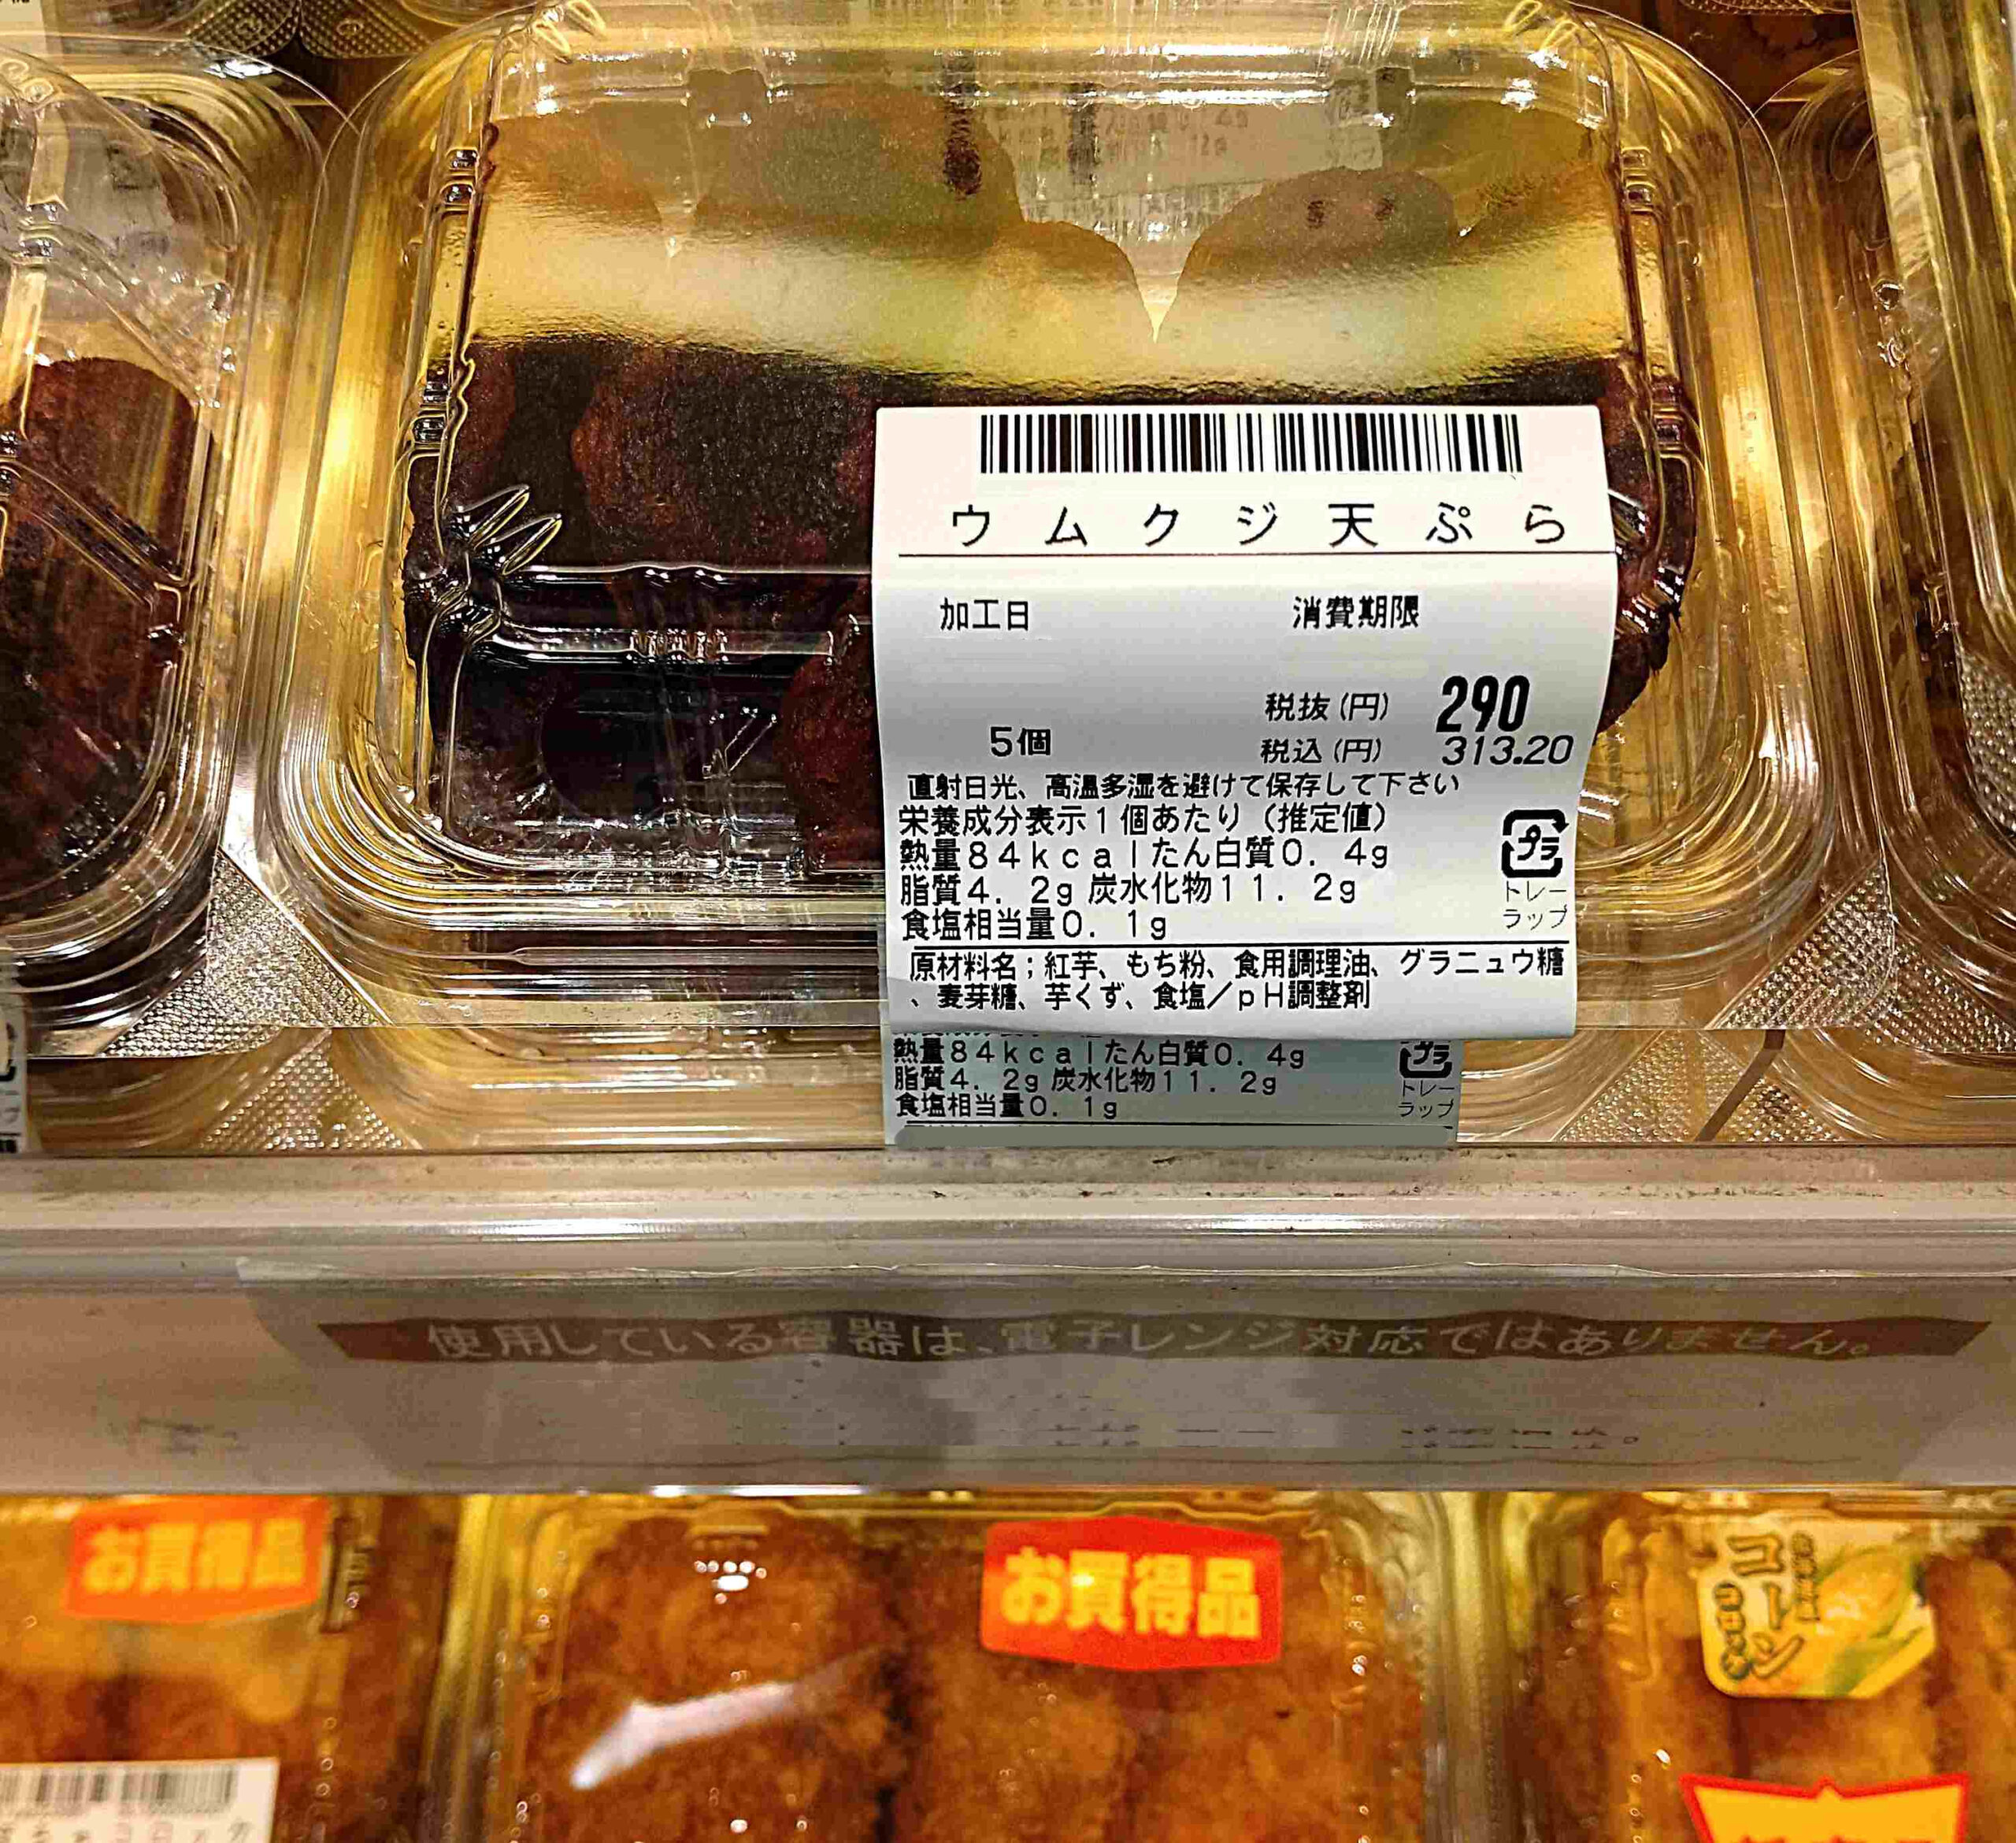 ウムクジ天ぷら
加工日 消費期限
税抜(円) 290
5個 税込(円) 313.20
直射日光、高温多湿を避けて保存して下さい
栄養成分表示1個あたり(推定値)
熱量84kcalたん白質0.4g
脂質4.2g炭水化物11.2g
食塩相当量0.1g
プラ
トレー
ラップ
原材料名;紅芋、もち粉、食用調理油、グラニュウ糖
、麦芽糖、芋くず、食塩/pH調整剤
熱量84kcalたん白質0.4g
脂質4.2g炭水化物11.2g
食塩相当量0.1g
プラ
トレー
ラップ
使用している容器は、電子レンジ対応ではありません。
お買得品
お買得品
コーン